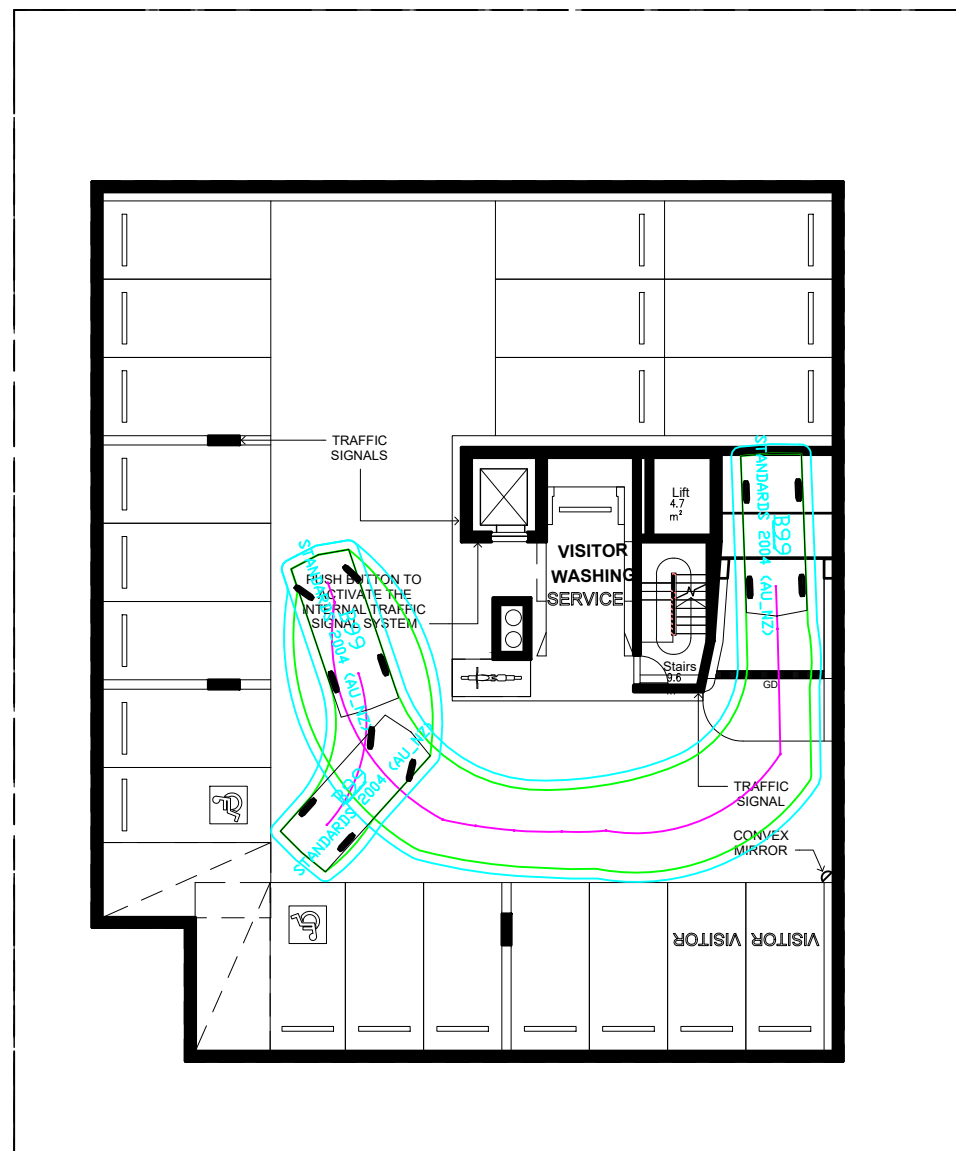 TRAFFIC
SIGNALS
Lift
4.7
m²
VISITOR
WASHING
SERVICE
PUSH BUTTON TO
ACTIVATE THE
INTERNAL TRAFFIC
SIGNAL SYSTEM
B99
STANDARDS 2004 (AU_NZ)
B99
STANDARDS 2004 (AU_NZ)
Stairs
9.6
GD
B99
STANDARDS 2004 (AU_NZ)
TRAFFIC
SIGNAL
CONVEX
MIRROR
VISITOR
VISITOR